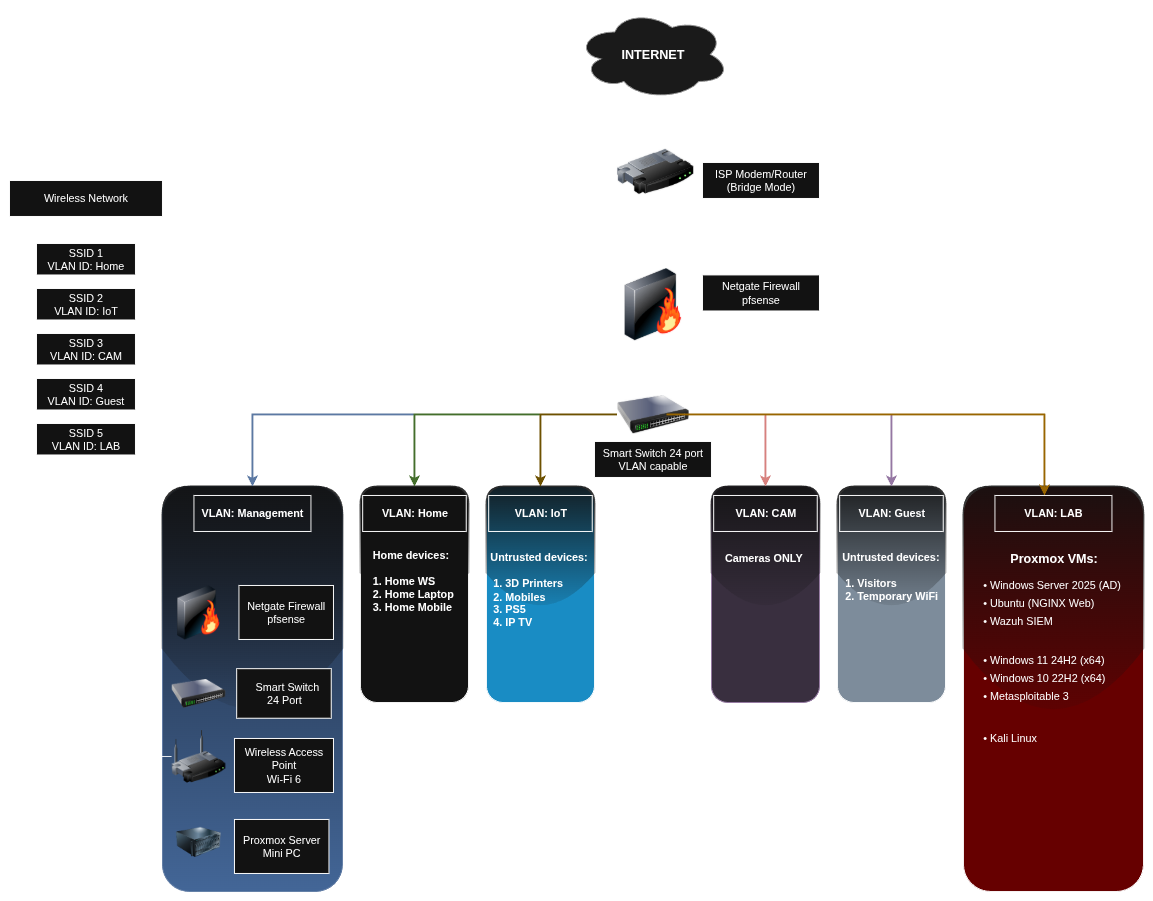 INTERNET
ISP Modem/Router
(Bridge Mode)
Wireless Network
SSID 1
VLAN ID: Home
SSID 2
VLAN ID: IoT
SSID 3
VLAN ID: CAM
SSID 4
VLAN ID: Guest
SSID 5
VLAN ID: LAB
Netgate Firewall
pfsense
Smart Switch 24 port
VLAN capable
VLAN: Management
Netgate Firewall
pfsense
Smart Switch
24 Port
Wireless Access
Point
Wi-Fi 6
Proxmox Server
Mini PC
VLAN: Home
Home devices:
1. Home WS
2. Home Laptop
3. Home Mobile
VLAN: IoT
Untrusted devices:
1. 3D Printers
2. Mobiles
3. PS5
4. IP TV
VLAN: CAM
Cameras ONLY
VLAN: Guest
Untrusted devices:
1. Visitors
2. Temporary WiFi
VLAN: LAB
Proxmox VMs:
• Windows Server 2025 (AD)
• Ubuntu (NGINX Web)
• Wazuh SIEM
• Windows 11 24H2 (x64)
• Windows 10 22H2 (x64)
• Metasploitable 3
• Kali Linux